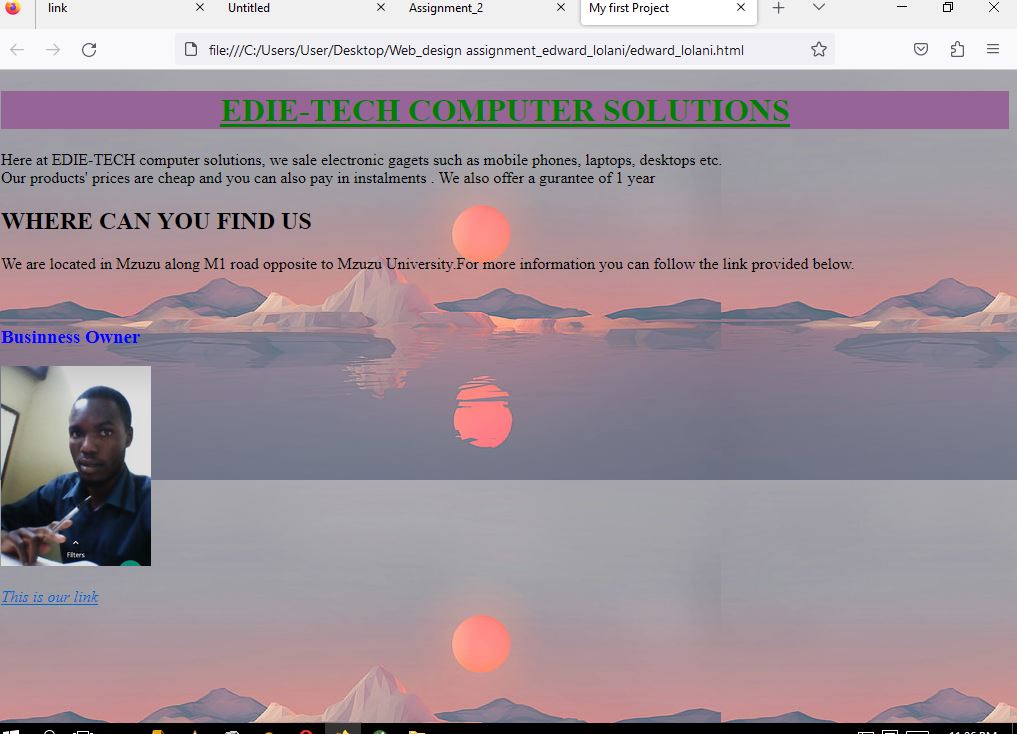 link
Untitled
Assignment_2
My first Project
file:///C:/Users/User/Desktop/Web_design assignment_edward_lolani/edward_lolani.html
EDIE-TECH COMPUTER SOLUTIONS
Here at EDIE-TECH computer solutions, we sale electronic gagets such as mobile phones, laptops, desktops etc.
Our products' prices are cheap and you can also pay in instalments . We also offer a gurantee of 1 year
WHERE CAN YOU FIND US
We are located in Mzuzu along M1 road opposite to Mzuzu University.For more information you can follow the link provided below.
Businness Owner
Filters
This is our link